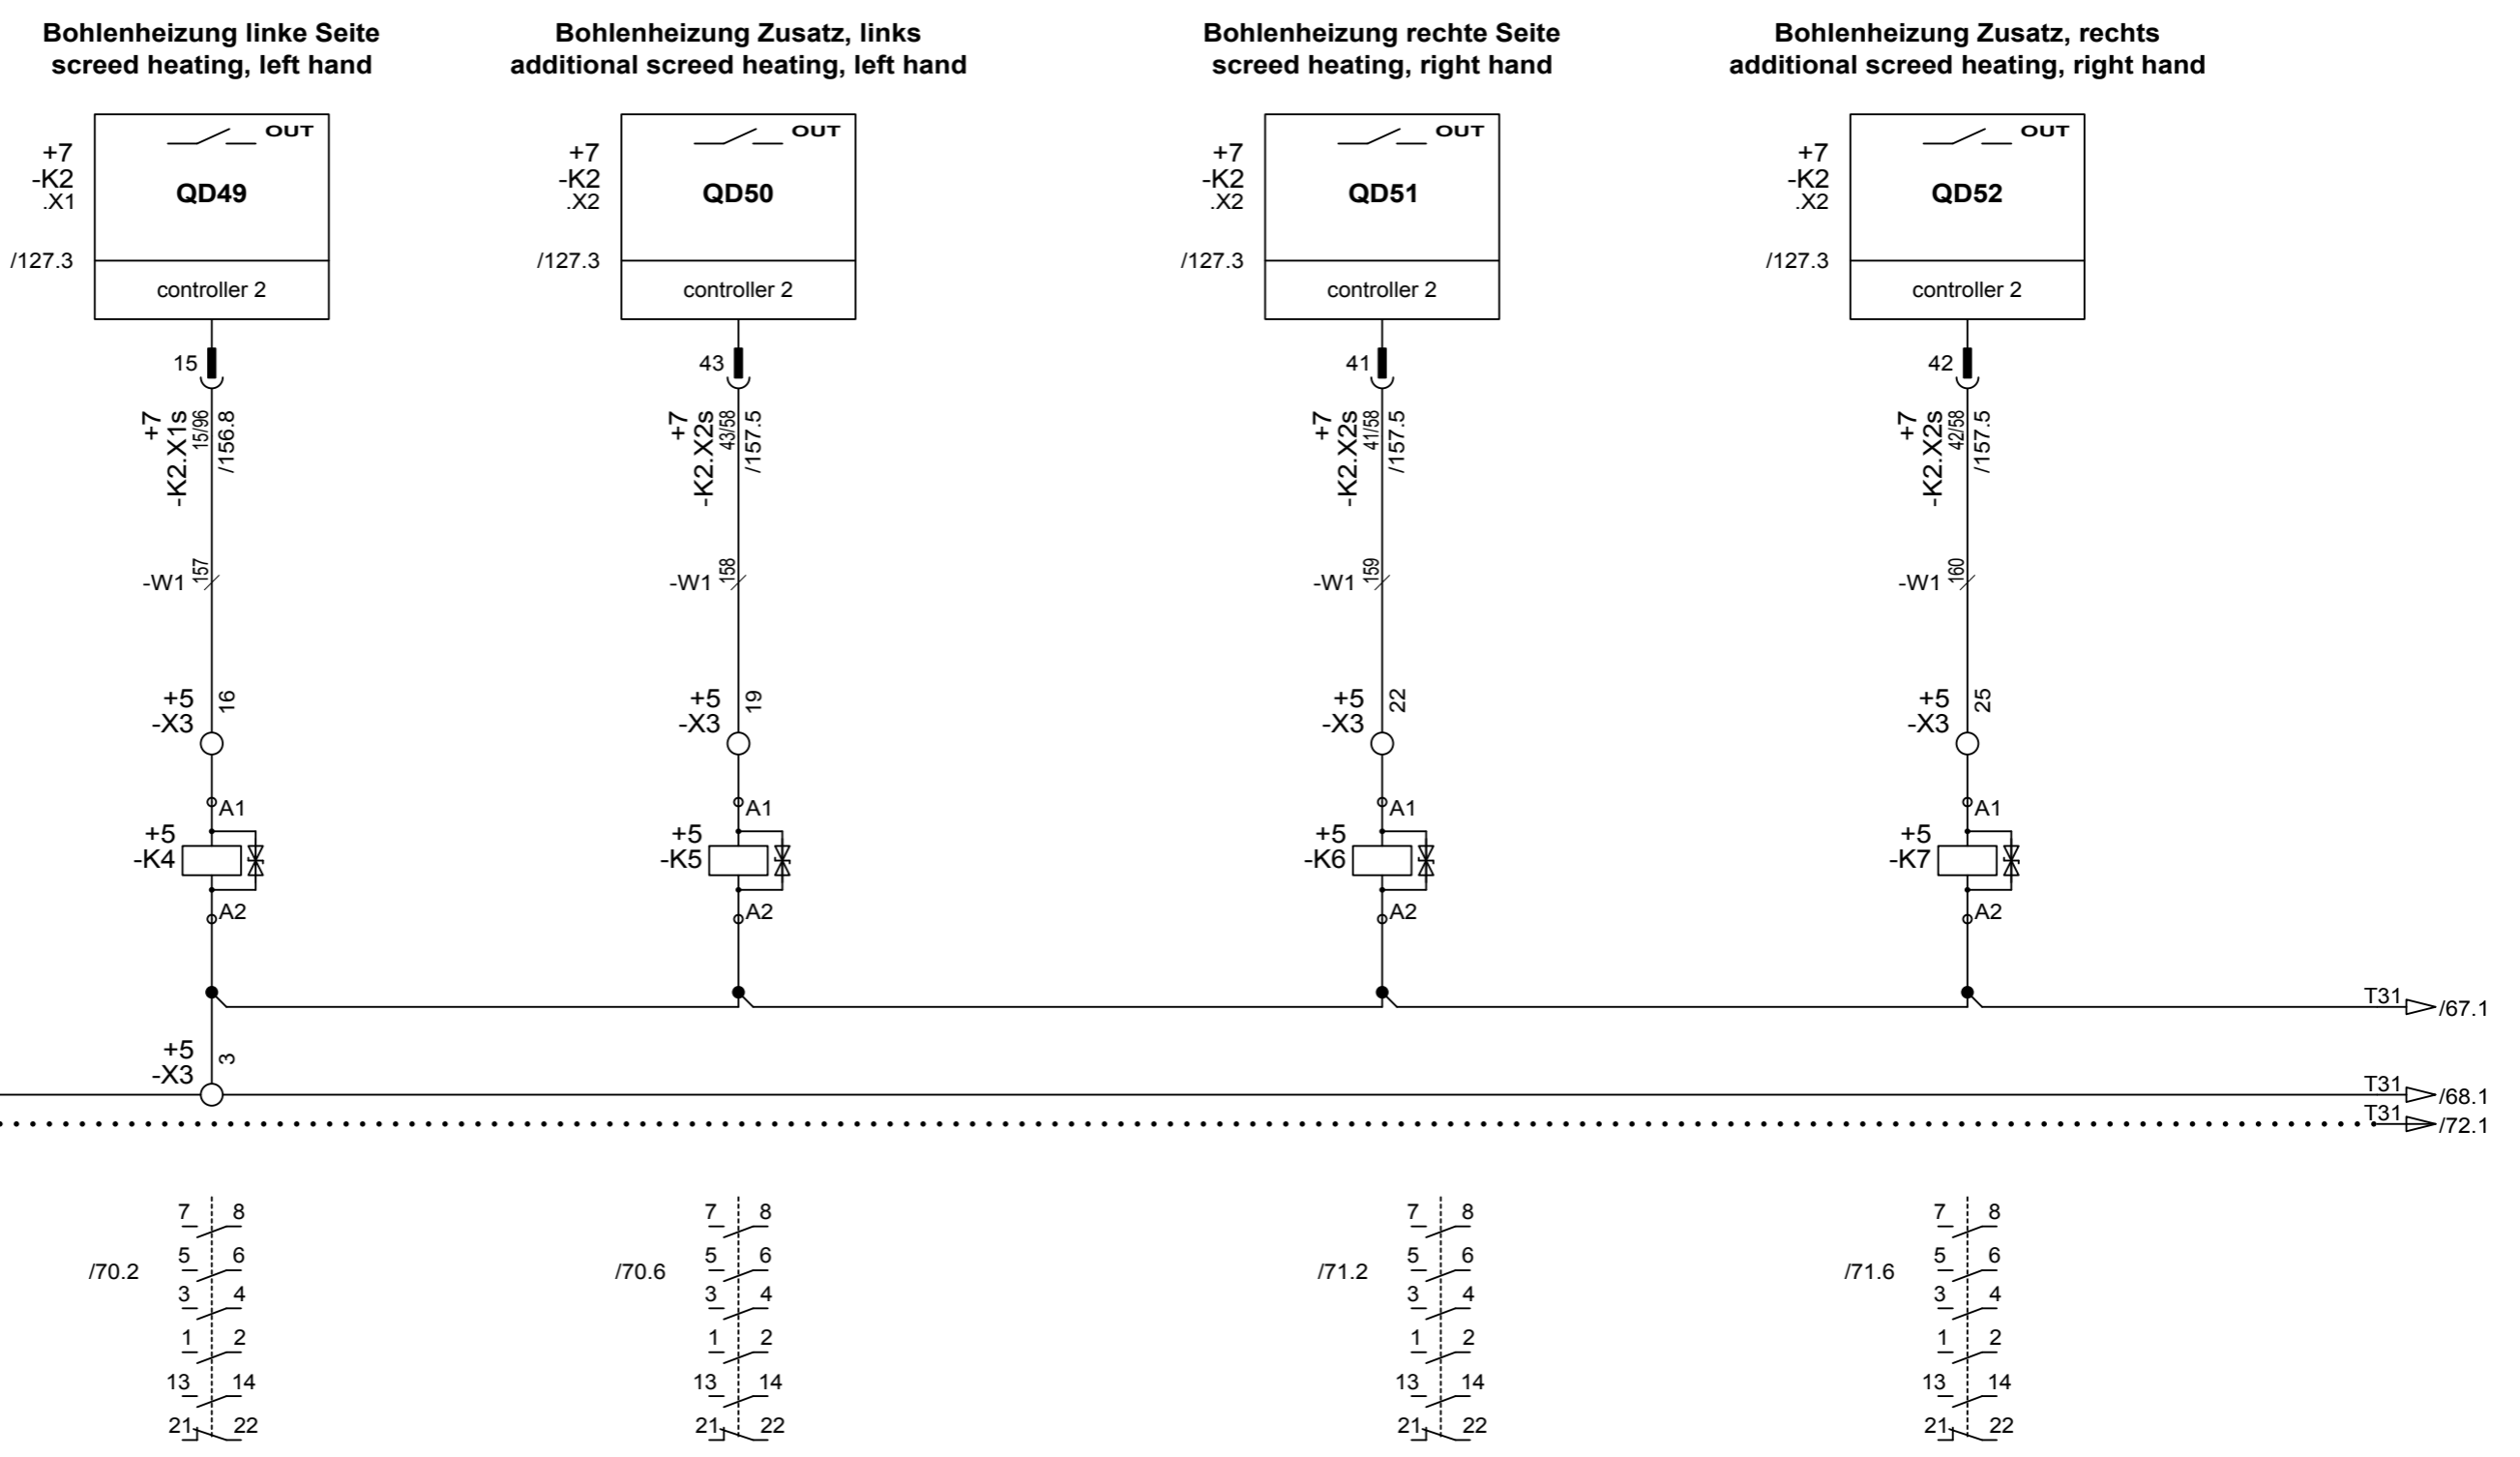 Bohlenheizung linke Seite
screed heating, left hand
Bohlenheizung Zusatz, links
additional screed heating, left hand
Bohlenheizung rechte Seite
screed heating, right hand
Bohlenheizung Zusatz, rechts
additional screed heating, right hand
+7
-K2
.X1
/127.3
OUT
QD49
controller 2
+7
-K2
.X2
/127.3
OUT
QD50
controller 2
+7
-K2
.X2
/127.3
OUT
QD51
controller 2
+7
-K2
.X2
/127.3
OUT
QD52
controller 2
15
+7
-K2.X1s
15/96
/156.8
43
+7
-K2.X2s
43/58
/157.5
41
+7
-K2.X2s
41/58
/157.5
42
+7
-K2.X2s
42/58
/157.5
-W1 157
-W1 158
-W1 159
-W1 160
+5
-X3
16
+5
-X3
19
+5
-X3
22
+5
-X3
25
A1
+5
-K4
A2
A1
+5
-K5
A2
A1
+5
-K6
A2
A1
+5
-K7
A2
T31 /67.1
+5
-X3
3
T31 /68.1
T31 /72.1
/70.2
7 8
5 6
3 4
1 2
13 14
21 22
/70.6
7 8
5 6
3 4
1 2
13 14
21 22
/71.2
7 8
5 6
3 4
1 2
13 14
21 22
/71.6
7 8
5 6
3 4
1 2
13 14
21 22